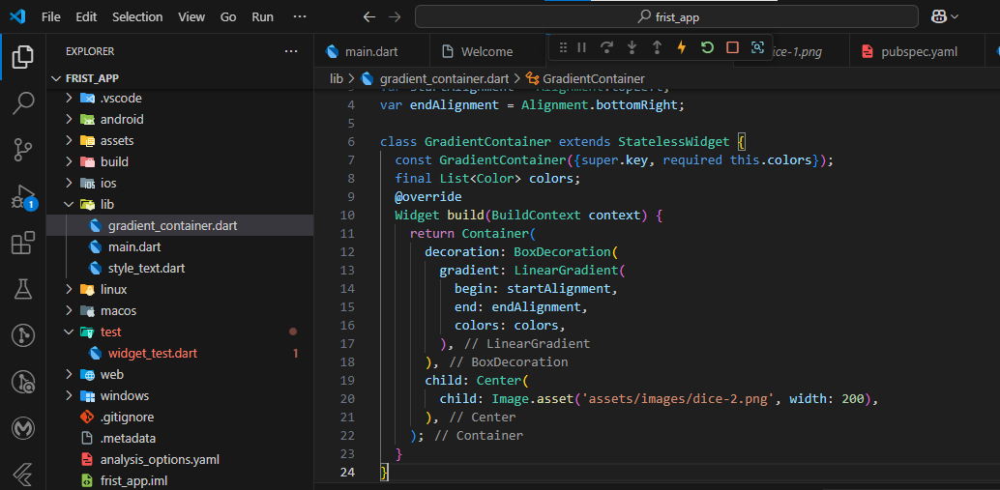 File Edit Selection View Go Run ···
frist_app
EXPLORER ···
FRIST_APP
.vscode
android
assets
build
ios
lib
gradient_container.dart
main.dart
style_text.dart
linux
macos
test
widget_test.dart 1
web
windows
.gitignore
.metadata
analysis_options.yaml
frist_app.iml
1
main.dart Welcome ice-1.png pubspec.yaml
lib > gradient_container.dart > GradientContainer
4 var endAlignment = Alignment.bottomRight;
5
6 class GradientContainer extends StatelessWidget {
7 const GradientContainer({super.key, required this.colors});
8 final List<Color> colors;
9 @override
10 Widget build(BuildContext context) {
11 return Container(
12 decoration: BoxDecoration(
13 gradient: LinearGradient(
14 begin: startAlignment,
15 end: endAlignment,
16 colors: colors,
17 ), // LinearGradient
18 ), // BoxDecoration
19 child: Center(
20 child: Image.asset('assets/images/dice-2.png', width: 200),
21 ), // Center
22 ); // Container
23 }
24 }